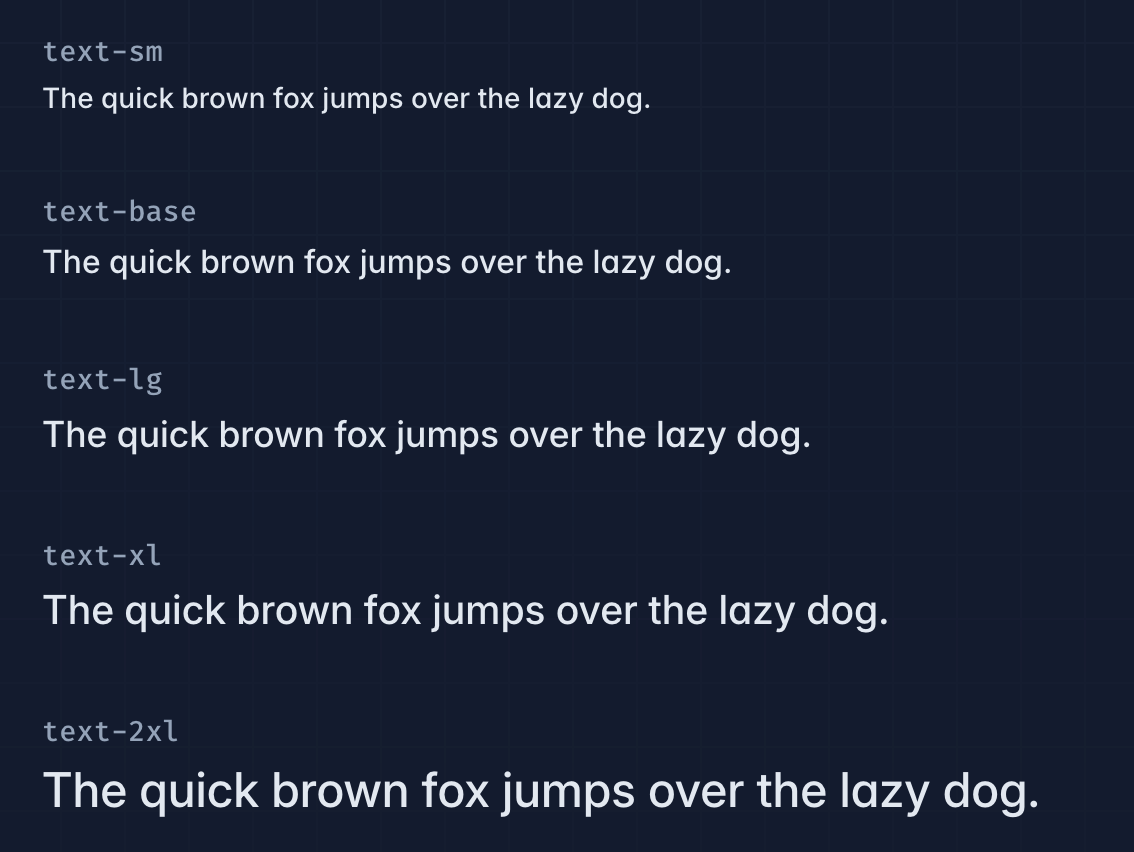 text-sm
The quick brown fox jumps over the lazy dog.
text-base
The quick brown fox jumps over the lazy dog.
text-lg
The quick brown fox jumps over the lazy dog.
text-xl
The quick brown fox jumps over the lazy dog.
text-2xl
The quick brown fox jumps over the lazy dog.